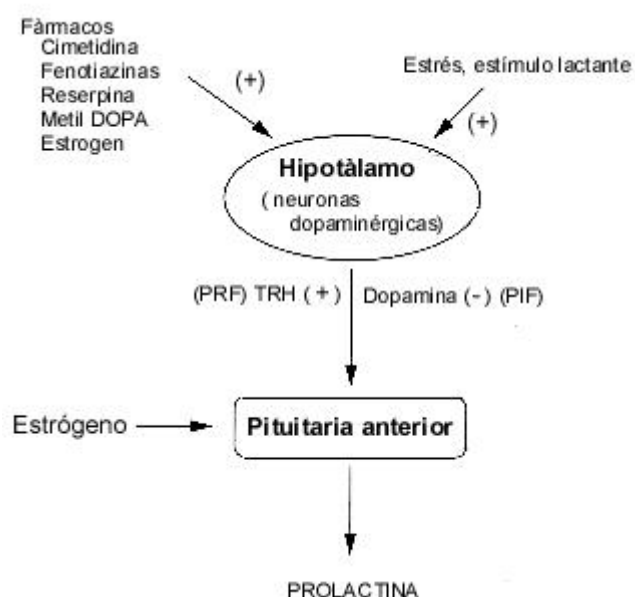 Fàrmacos
Cimetidina
Fenotiazinas
Reserpina
Metil DOPA
Estrogen
(+)
Estrés, estímulo lactante
(+)
Hipotàlamo
( neuronas
dopaminérgicas)
(PRF) TRH ( + )
Dopamina (-) (PIF)
Estrógeno
Pituitaria anterior
PROLACTINA